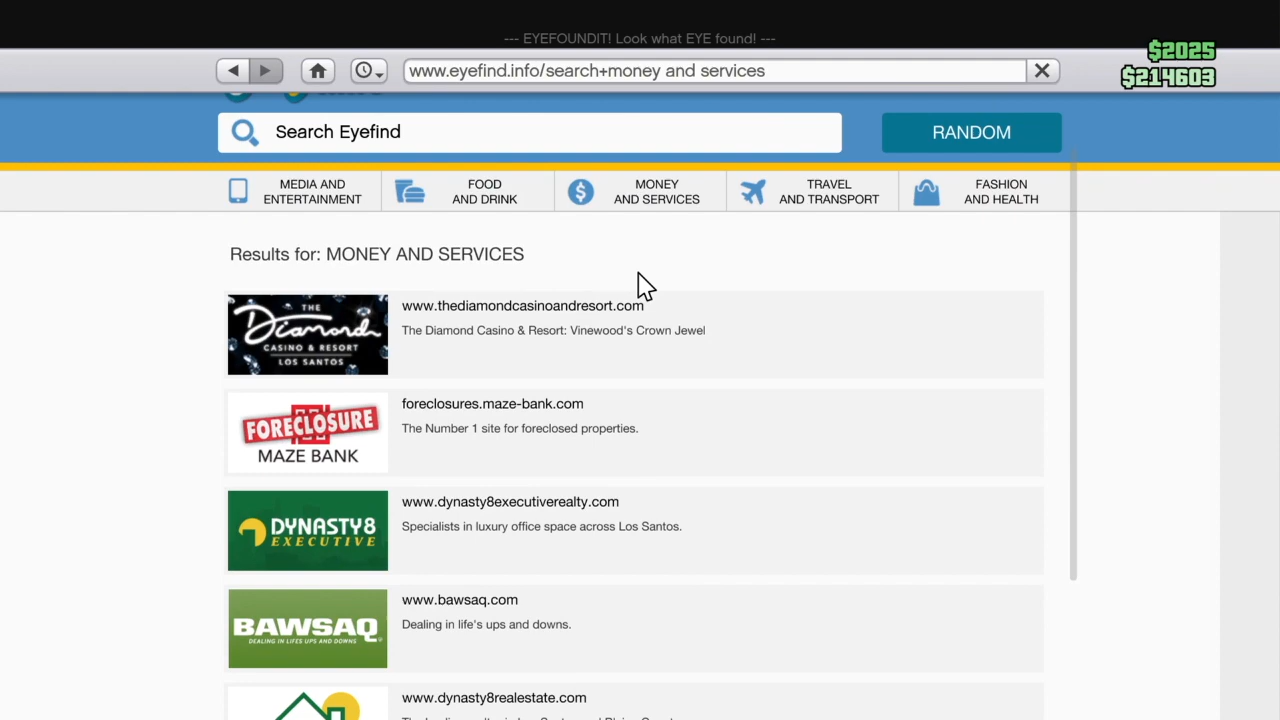 --- EYEFOUNDIT! Look what EYE found! ---
$2025
$214603
www.eyefind.info/search+money and services
Search Eyefind
RANDOM
MEDIA AND
ENTERTAINMENT
FOOD
AND DRINK
MONEY
AND SERVICES
TRAVEL
AND TRANSPORT
FASHION
AND HEALTH
Results for: MONEY AND SERVICES
THE
Diamond
CASINO & RESORT
LOS SANTOS
www.thediamondcasinoandresort.com
The Diamond Casino & Resort: Vinewood's Crown Jewel
FORECLOSURE
MAZE BANK
foreclosures.maze-bank.com
The Number 1 site for foreclosed properties.
DYNASTY8
EXECUTIVE
www.dynasty8executiverealty.com
Specialists in luxury office space across Los Santos.
BAWSAQ
DEALING IN LIFES UPS AND DOWNS
www.bawsaq.com
Dealing in life's ups and downs.
www.dynasty8realestate.com